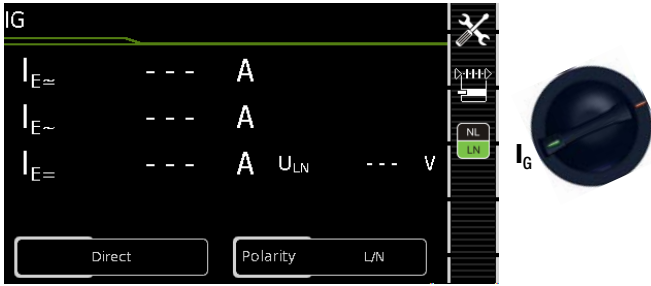 IG
IE≃ --- A
IE~ --- A
IE= --- A ULN --- V
NL
LN
IG
Direct
Polarity L/N